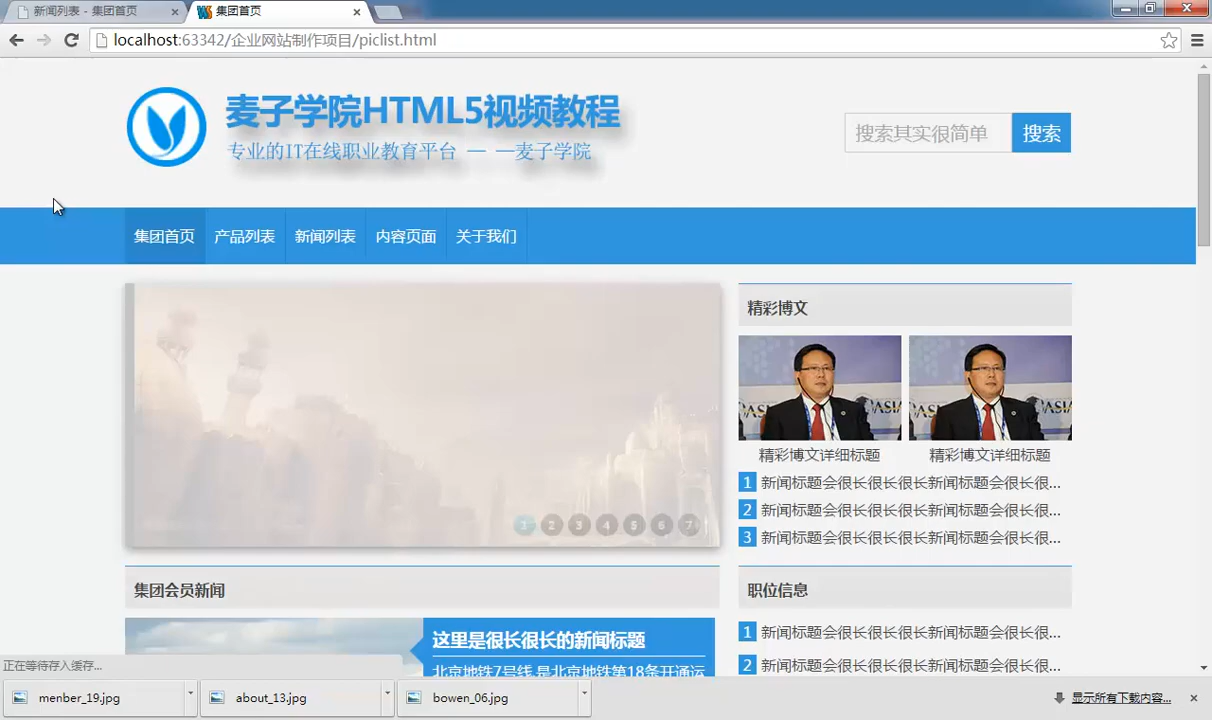 新闻列表 - 集团首页
集团首页
localhost:63342/企业网站制作项目/piclist.html
麦子学院HTML5视频教程
专业的IT在线职业教育平台 — —麦子学院
搜索其实很简单
搜索
集团首页
产品列表
新闻列表
内容页面
关于我们
1 2 3 4 5 6 7
精彩博文
ASIA
精彩博文详细标题
精彩博文详细标题
1 新闻标题会很长很长很长新闻标题会很长很...
2 新闻标题会很长很长很长新闻标题会很长很...
3 新闻标题会很长很长很长新闻标题会很长很...
集团会员新闻
这里是很长很长的新闻标题
北京地铁7号线,是北京地铁第18条开通运
职位信息
1 新闻标题会很长很长很长新闻标题会很长很...
2 新闻标题会很长很长很长新闻标题会很长很...
正在等待存入缓存...
menber_19.jpg
about_13.jpg
bowen_06.jpg
显示所有下载内容...